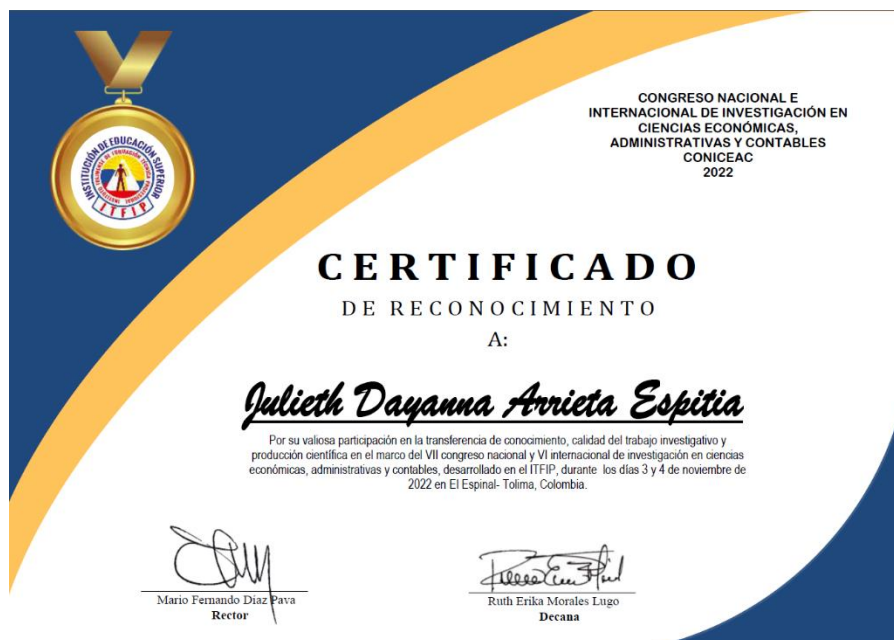 CONGRESO NACIONAL E
INTERNACIONAL DE INVESTIGACIÓN EN
CIENCIAS ECONÓMICAS,
ADMINISTRATIVAS Y CONTABLES
CONICEAC
2022
INSTITUCIÓN DE EDUCACIÓN SUPERIOR
ITFIP
CERTIFICADO
DE RECONOCIMIENTO
A:
Julieth Dayanna Arrieta Espitia
Por su valiosa participación en la transferencia de conocimiento, calidad del trabajo investigativo y
producción científica en el marco del VII congreso nacional y VI internacional de investigación en ciencias
económicas, administrativas y contables, desarrollado en el ITFIP, durante los días 3 y 4 de noviembre de
2022 en El Espinal- Tolima, Colombia.
Mario Fernando Díaz Pava
Rector
Ruth Erika Morales Lugo
Decana